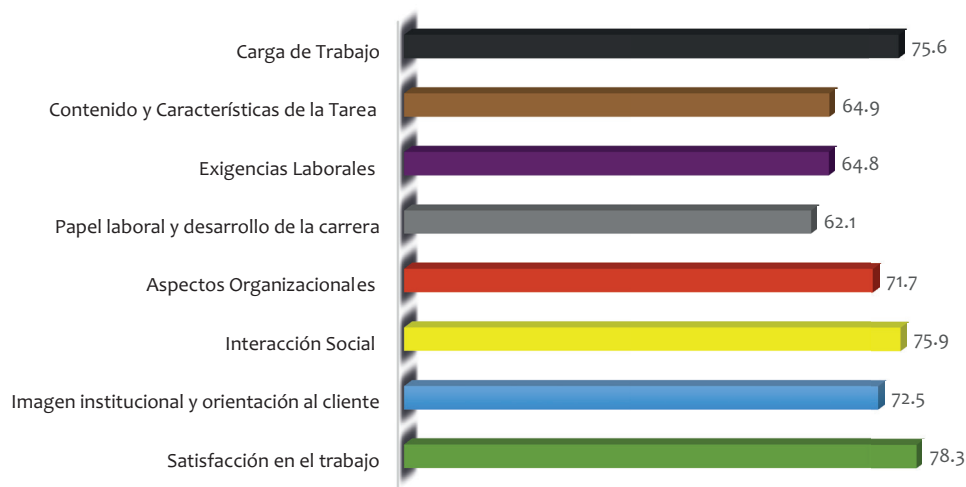 Carga de Trabajo 75.6
Contenido y Características de la Tarea 64.9
Exigencias Laborales 64.8
Papel laboral y desarrollo de la carrera 62.1
Aspectos Organizacionales 71.7
Interacción Social 75.9
Imagen institucional y orientación al cliente 72.5
Satisfacción en el trabajo 78.3